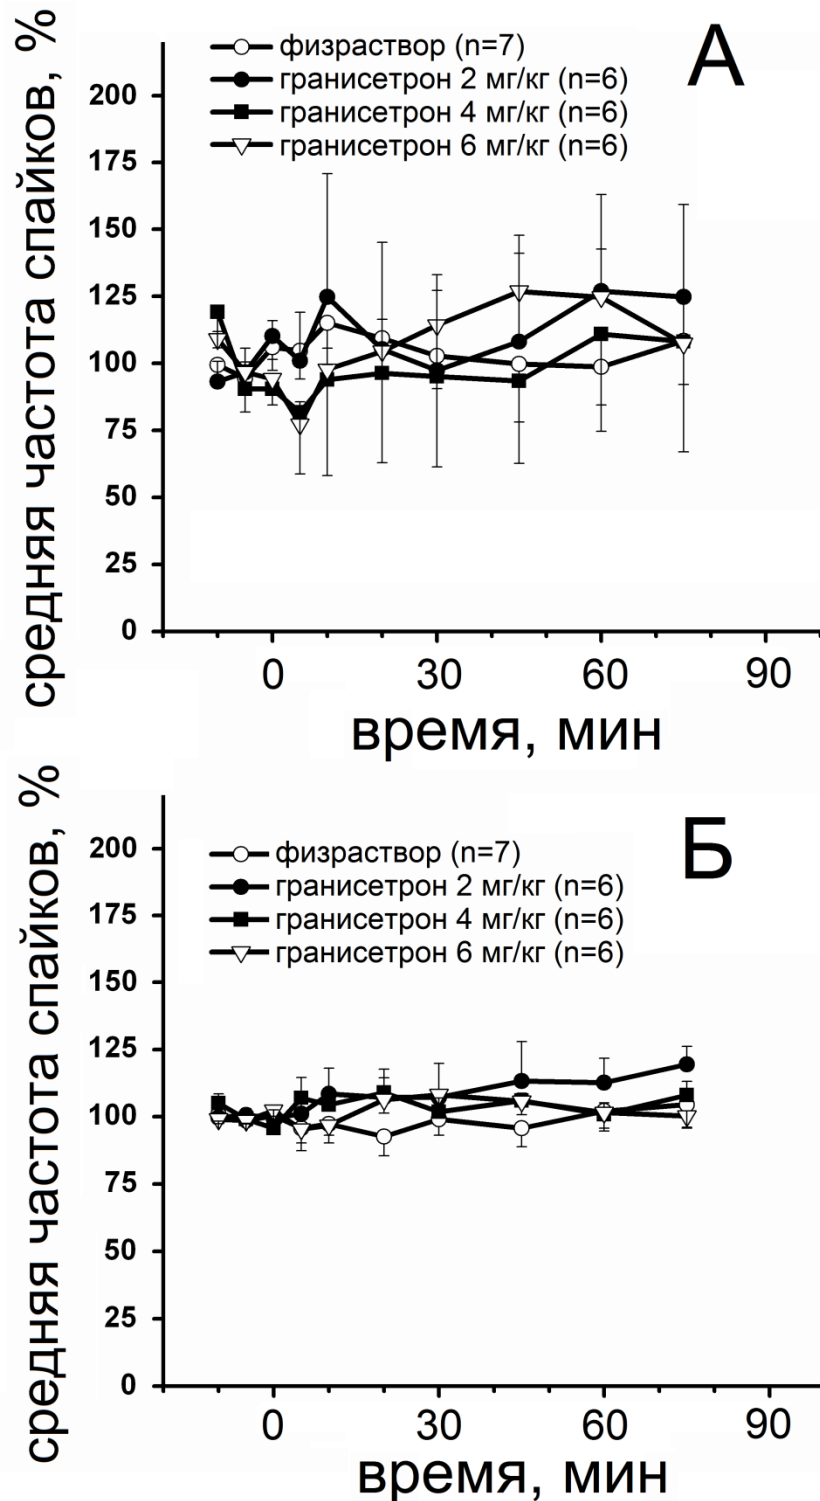 А
физраствор (n=7)
гранисетрон 2 мг/кг (n=6)
гранисетрон 4 мг/кг (n=6)
гранисетрон 6 мг/кг (n=6)
средняя частота спайков, %
200
175
150
125
100
75
50
25
0
0 30 60 90
время, мин
Б
физраствор (n=7)
гранисетрон 2 мг/кг (n=6)
гранисетрон 4 мг/кг (n=6)
гранисетрон 6 мг/кг (n=6)
средняя частота спайков, %
200
175
150
125
100
75
50
25
0
0 30 60 90
время, мин